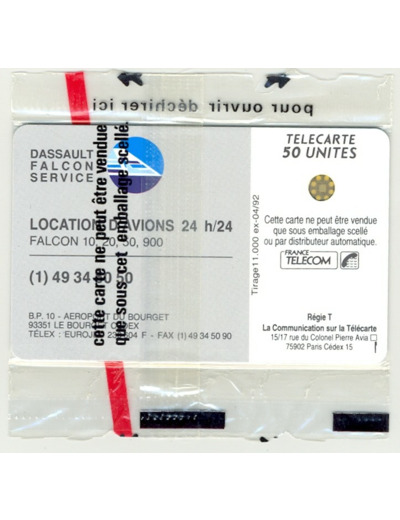 pour ouvrir déchirer ici
DASSAULT
FALCON
SERVICE
LOCATION D'AVIONS 24 h/24
FALCON 10, 20, 50, 900
(1) 49 34 50
B.P. 10 - AEROPORT DU BOURGET
93351 LE BOURGET CEDEX
TÉLEX : F - FAX (1) 49 34 50 90
cette carte ne peut être vendue
que sous cet emballage scellé.
Tirage 11.000 ex-04/92
TELECARTE
50 UNITES
Cette carte ne peut être vendue
que sous emballage scellé
ou par distributeur automatique.
FRANCE
TELECOM
Régie T
La Communication sur la Télécarte
15/17 rue du Colonel Pierre Avia
75902 Paris Cédex 15